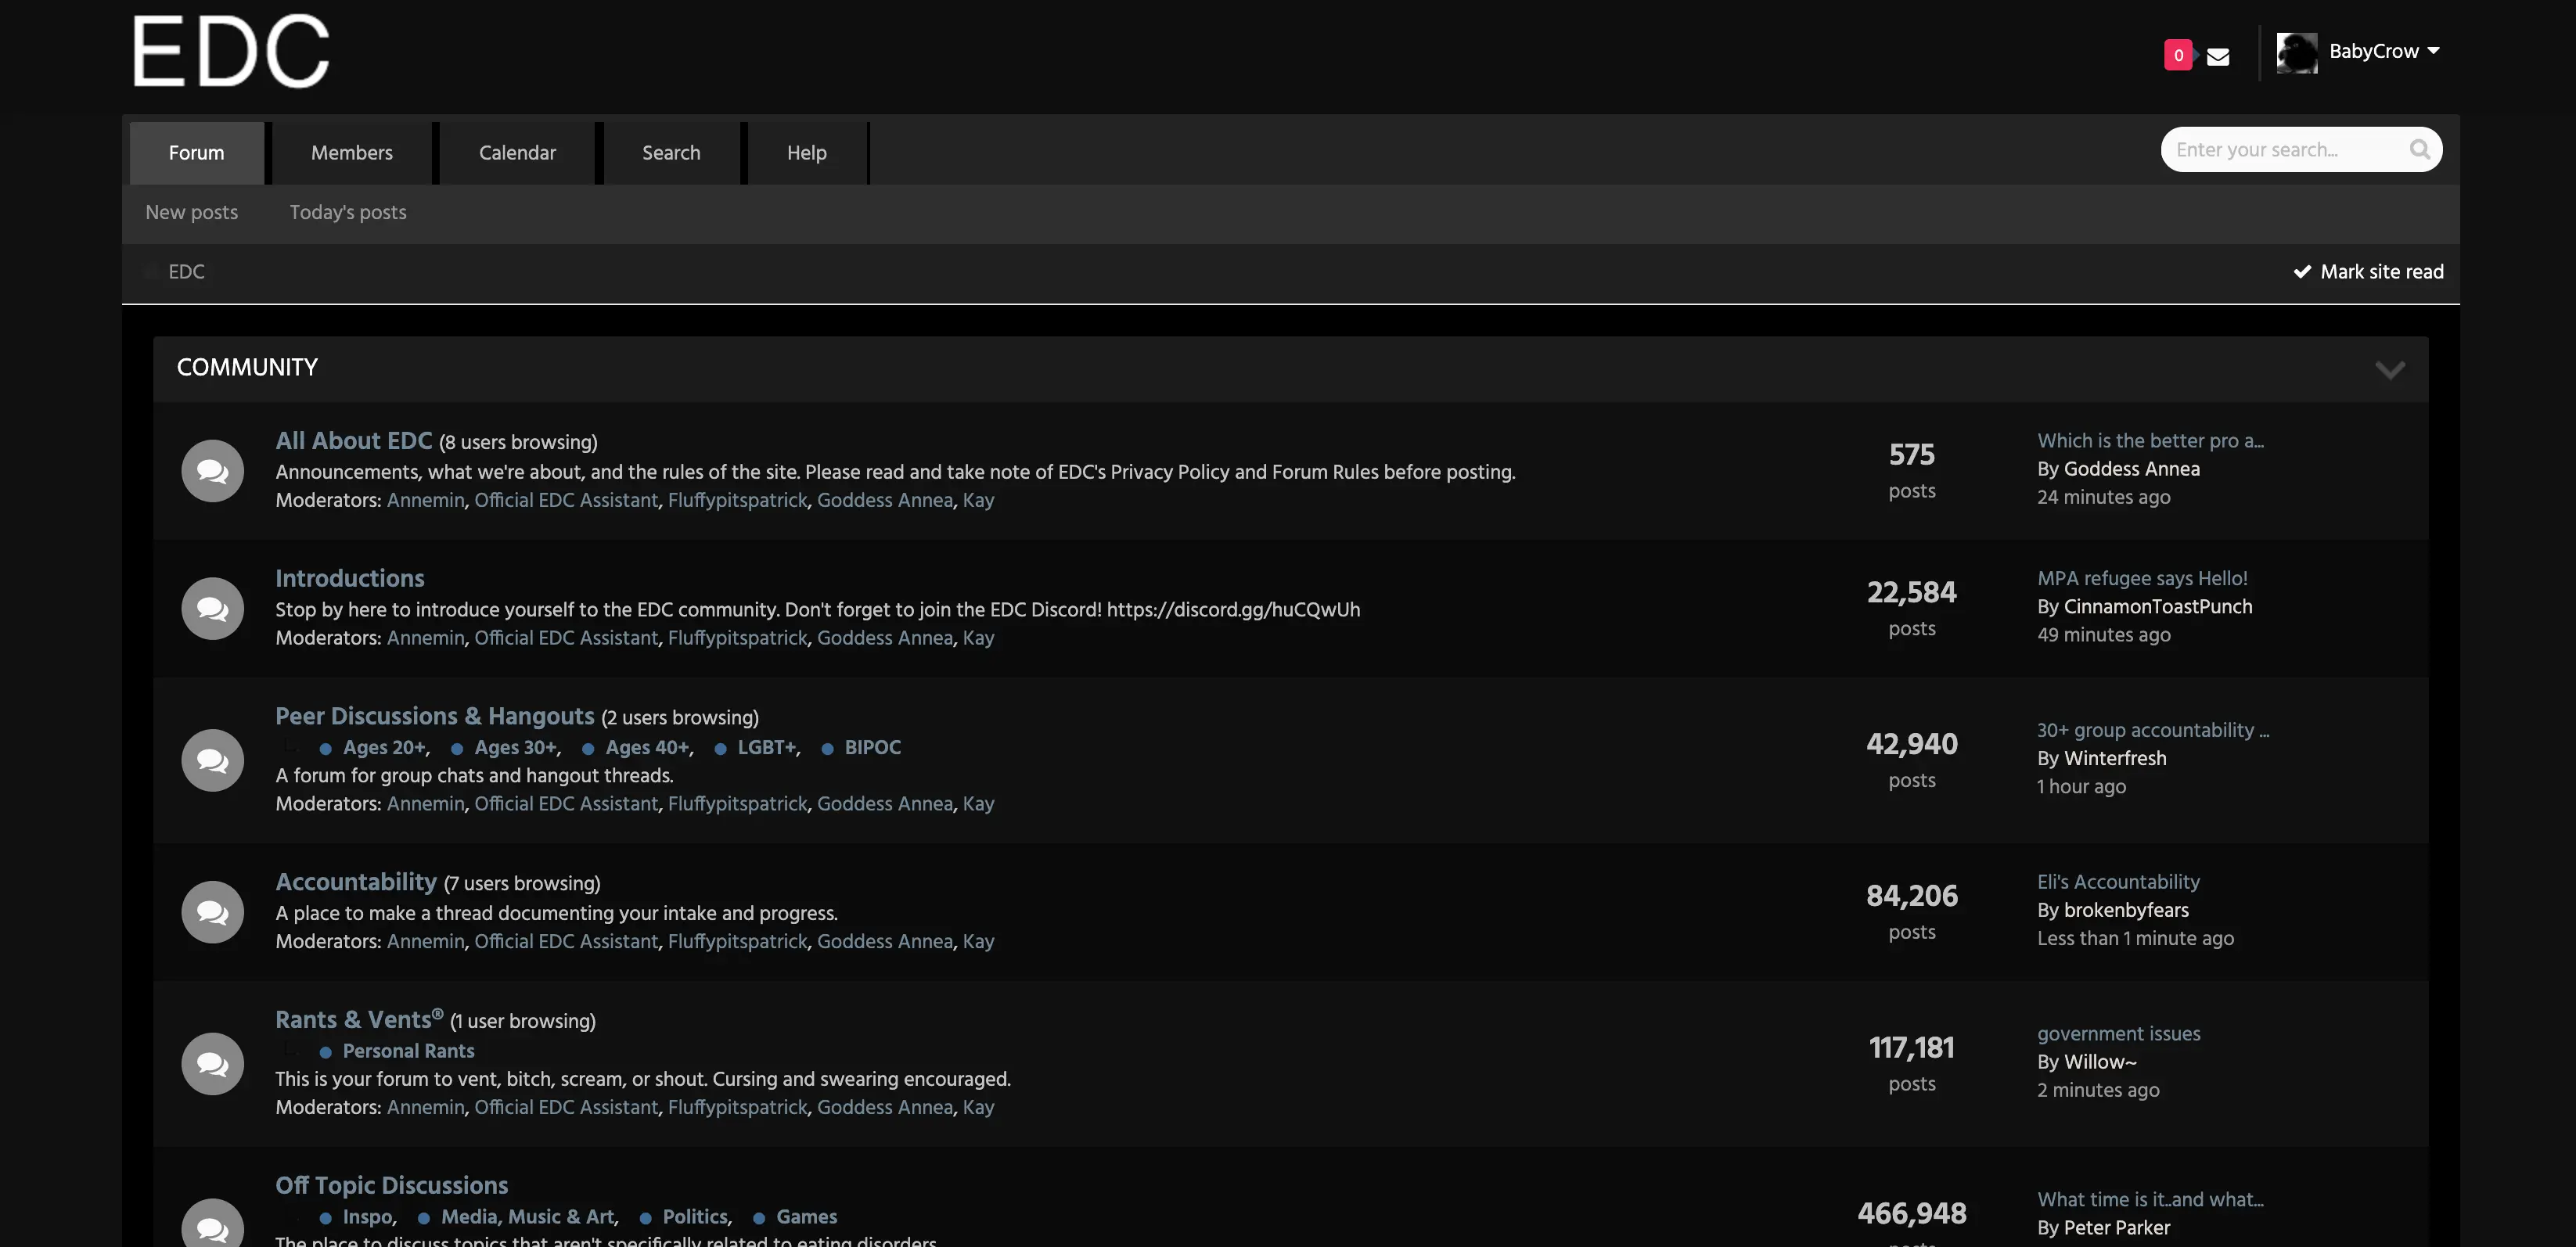 EDC
0
BabyCrow
Forum Members Calendar Search Help
Enter your search...
New posts Today's posts
EDC
Mark site read
COMMUNITY
All About EDC (8 users browsing)
Announcements, what we're about, and the rules of the site. Please read and take note of EDC's Privacy Policy and Forum Rules before posting.
Moderators: Annemin, Official EDC Assistant, Fluffypitspatrick, Goddess Annea, Kay
575
posts
Which is the better pro a...
By Goddess Annea
24 minutes ago
Introductions
Stop by here to introduce yourself to the EDC community. Don't forget to join the EDC Discord! https://discord.gg/huCQwUh
Moderators: Annemin, Official EDC Assistant, Fluffypitspatrick, Goddess Annea, Kay
22,584
posts
MPA refugee says Hello!
By CinnamonToastPunch
49 minutes ago
Peer Discussions & Hangouts (2 users browsing)
Ages 20+, Ages 30+, Ages 40+, LGBT+, BIPOC
A forum for group chats and hangout threads.
Moderators: Annemin, Official EDC Assistant, Fluffypitspatrick, Goddess Annea, Kay
42,940
posts
30+ group accountability ...
By Winterfresh
1 hour ago
Accountability (7 users browsing)
A place to make a thread documenting your intake and progress.
Moderators: Annemin, Official EDC Assistant, Fluffypitspatrick, Goddess Annea, Kay
84,206
posts
Eli's Accountability
By brokenbyfears
Less than 1 minute ago
Rants & Vents® (1 user browsing)
Personal Rants
This is your forum to vent, bitch, scream, or shout. Cursing and swearing encouraged.
Moderators: Annemin, Official EDC Assistant, Fluffypitspatrick, Goddess Annea, Kay
117,181
posts
government issues
By Willow~
2 minutes ago
Off Topic Discussions
Inspo, Media, Music & Art, Politics, Games
The place to discuss topics that aren't specifically related to eating disorders
466,948
posts
What time is it..and what...
By Peter Parker